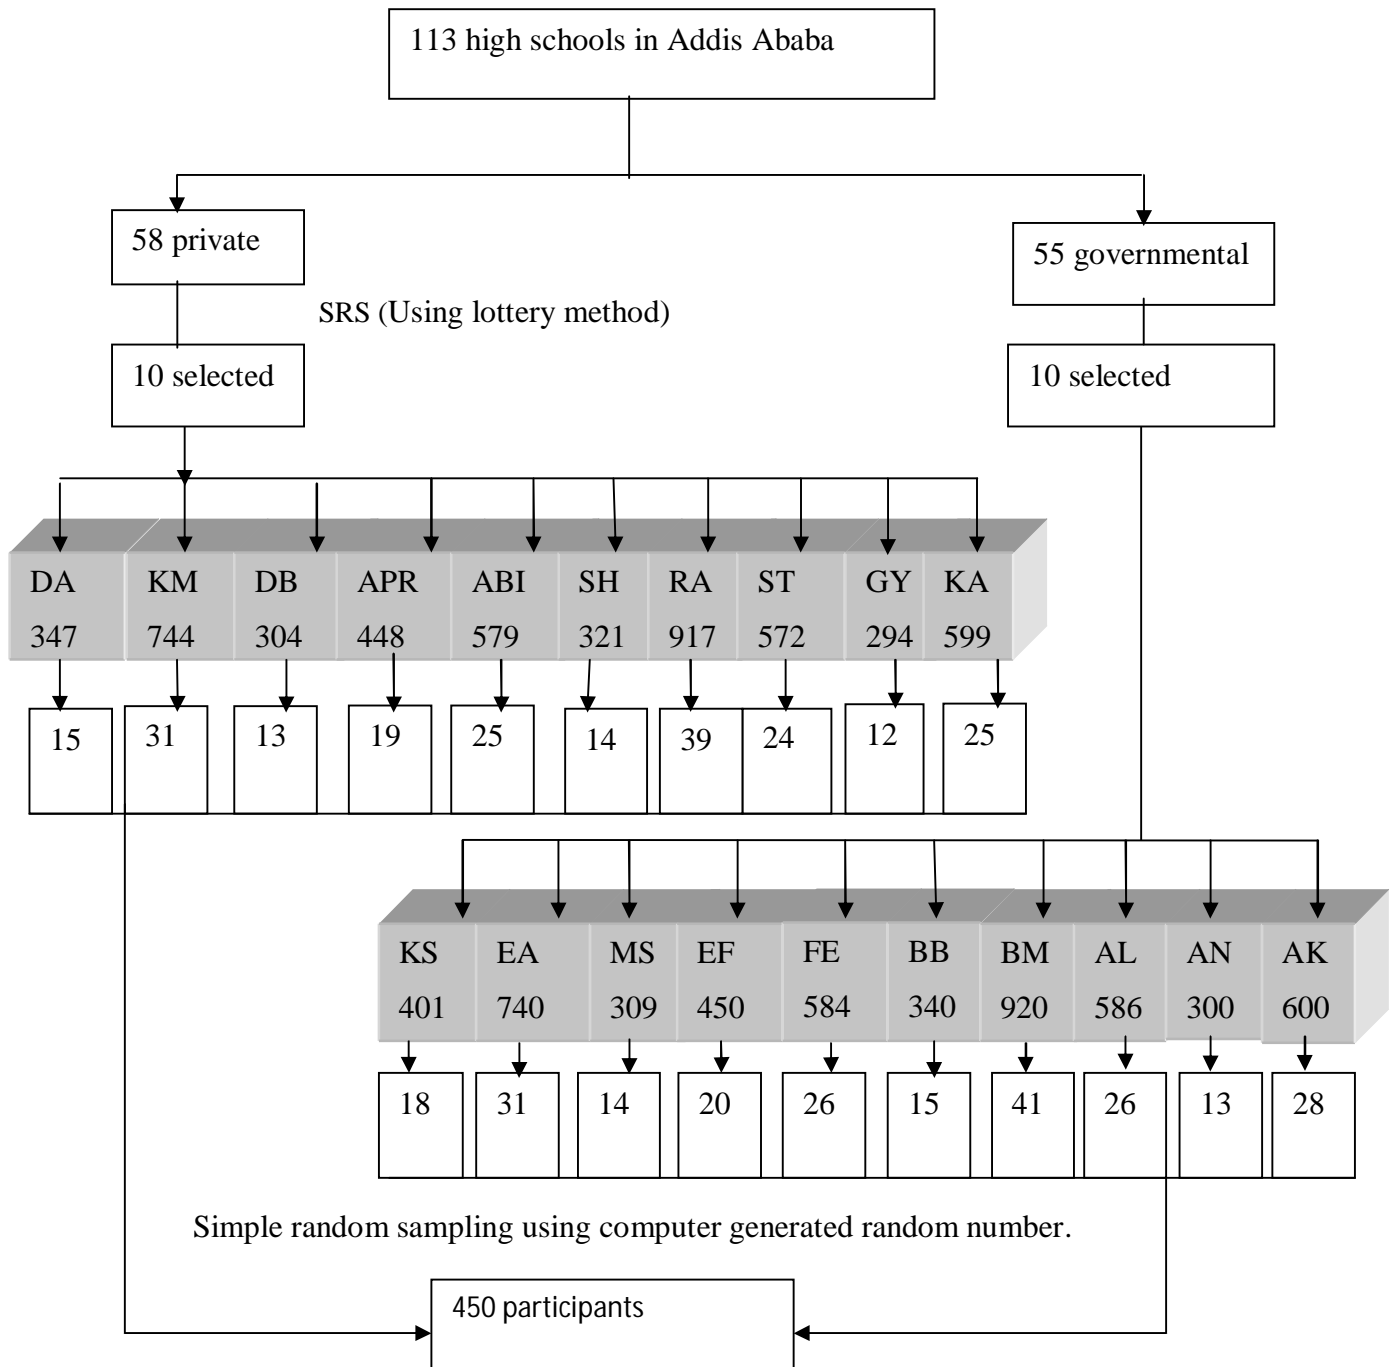 113 high schools in Addis Ababa
58 private
55 governmental
SRS (Using lottery method)
10 selected
10 selected
DA KM DB APR ABI SH RA ST GY KA
347 744 304 448 579 321 917 572 294 599
15 31 13 19 25 14 39 24 12 25
KS EA MS EF FE BB BM AL AN AK
401 740 309 450 584 340 920 586 300 600
18 31 14 20 26 15 41 26 13 28
Simple random sampling using computer generated random number.
450 participants